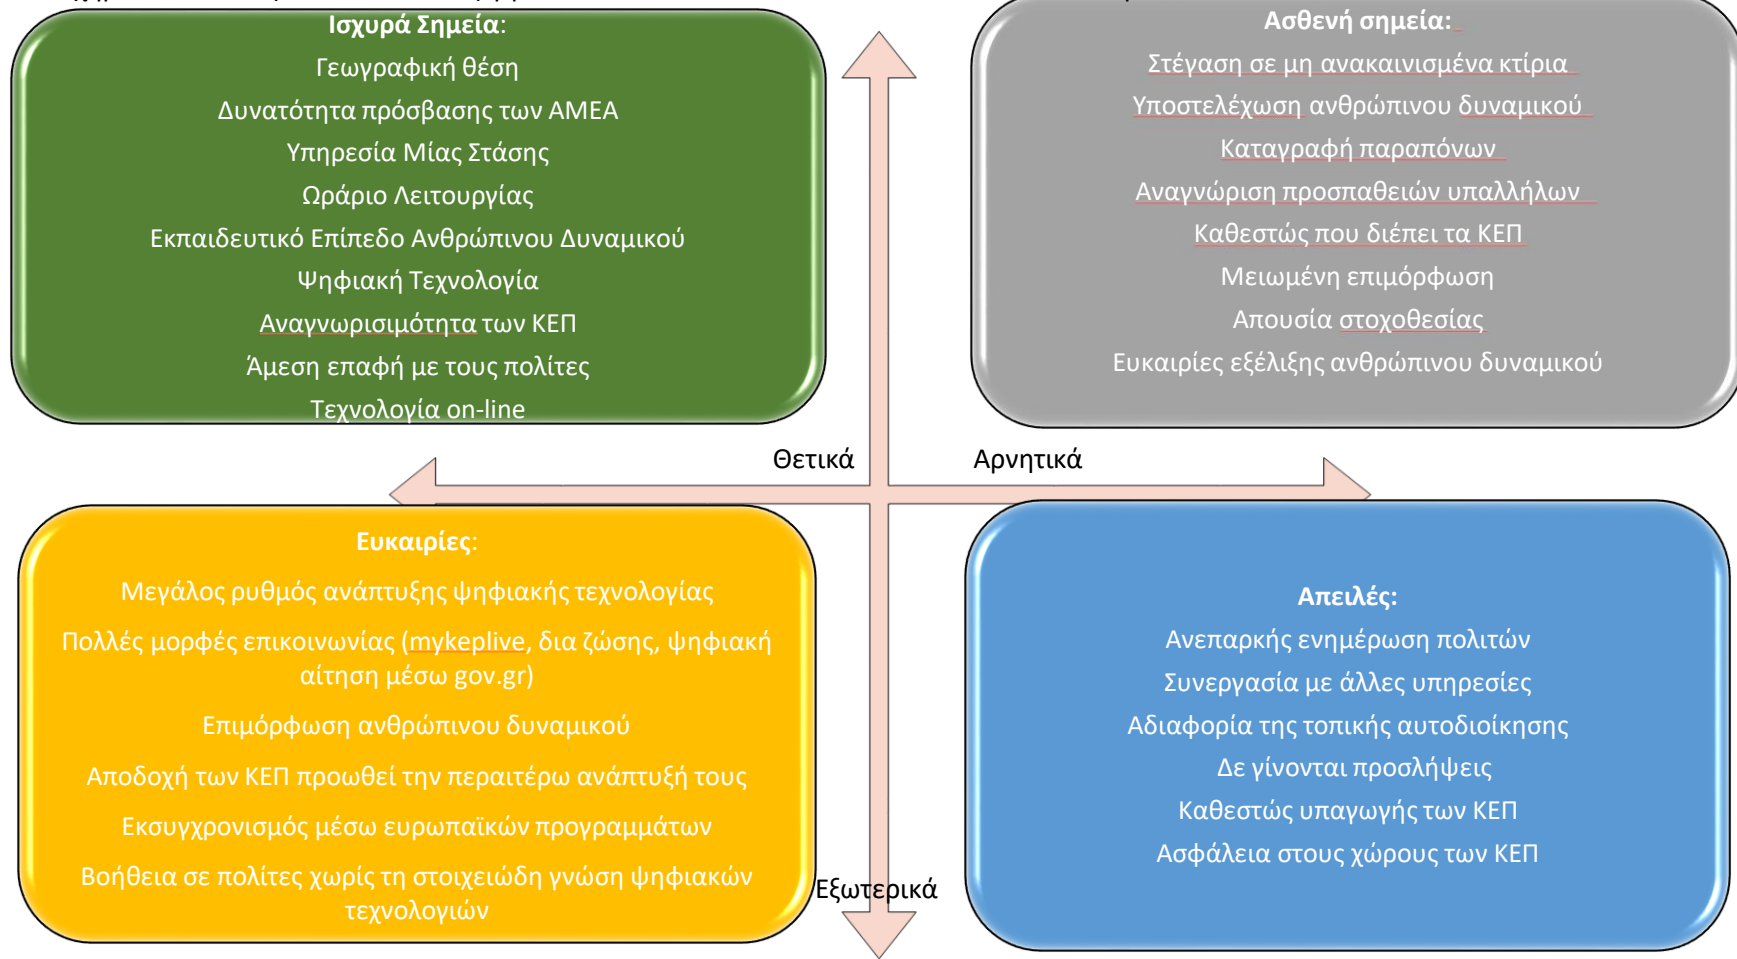 Ισχυρά Σημεία:
Γεωγραφική θέση
Δυνατότητα πρόσβασης των ΑΜΕΑ
Υπηρεσία Μίας Στάσης
Ωράριο Λειτουργίας
Εκπαιδευτικό Επίπεδο Ανθρώπινου Δυναμικού
Ψηφιακή Τεχνολογία
Αναγνωρισιμότητα των ΚΕΠ
Άμεση επαφή με τους πολίτες
Τεχνολογία on-line
Ασθενή σημεία:
Στέγαση σε μη ανακαινισμένα κτίρια
Υποστελέχωση ανθρώπινου δυναμικού
Καταγραφή παραπόνων
Αναγνώριση προσπαθειών υπαλλήλων
Καθεστώς που διέπει τα ΚΕΠ
Μειωμένη επιμόρφωση
Απουσία στοχοθεσίας
Ευκαιρίες εξέλιξης ανθρώπινου δυναμικού
Θετικά
Αρνητικά
Ευκαιρίες:
Μεγάλος ρυθμός ανάπτυξης ψηφιακής τεχνολογίας
Πολλές μορφές επικοινωνίας (mykeplive, δια ζώσης, ψηφιακή
αίτηση μέσω gov.gr)
Επιμόρφωση ανθρώπινου δυναμικού
Αποδοχή των ΚΕΠ προωθεί την περαιτέρω ανάπτυξή τους
Εκσυγχρονισμός μέσω ευρωπαϊκών προγραμμάτων
Βοήθεια σε πολίτες χωρίς τη στοιχειώδη γνώση ψηφιακών
τεχνολογιών
Απειλές:
Ανεπαρκής ενημέρωση πολιτών
Συνεργασία με άλλες υπηρεσίες
Αδιαφορία της τοπικής αυτοδιοίκησης
Δε γίνονται προσλήψεις
Καθεστώς υπαγωγής των ΚΕΠ
Ασφάλεια στους χώρους των ΚΕΠ
Εξωτερικά